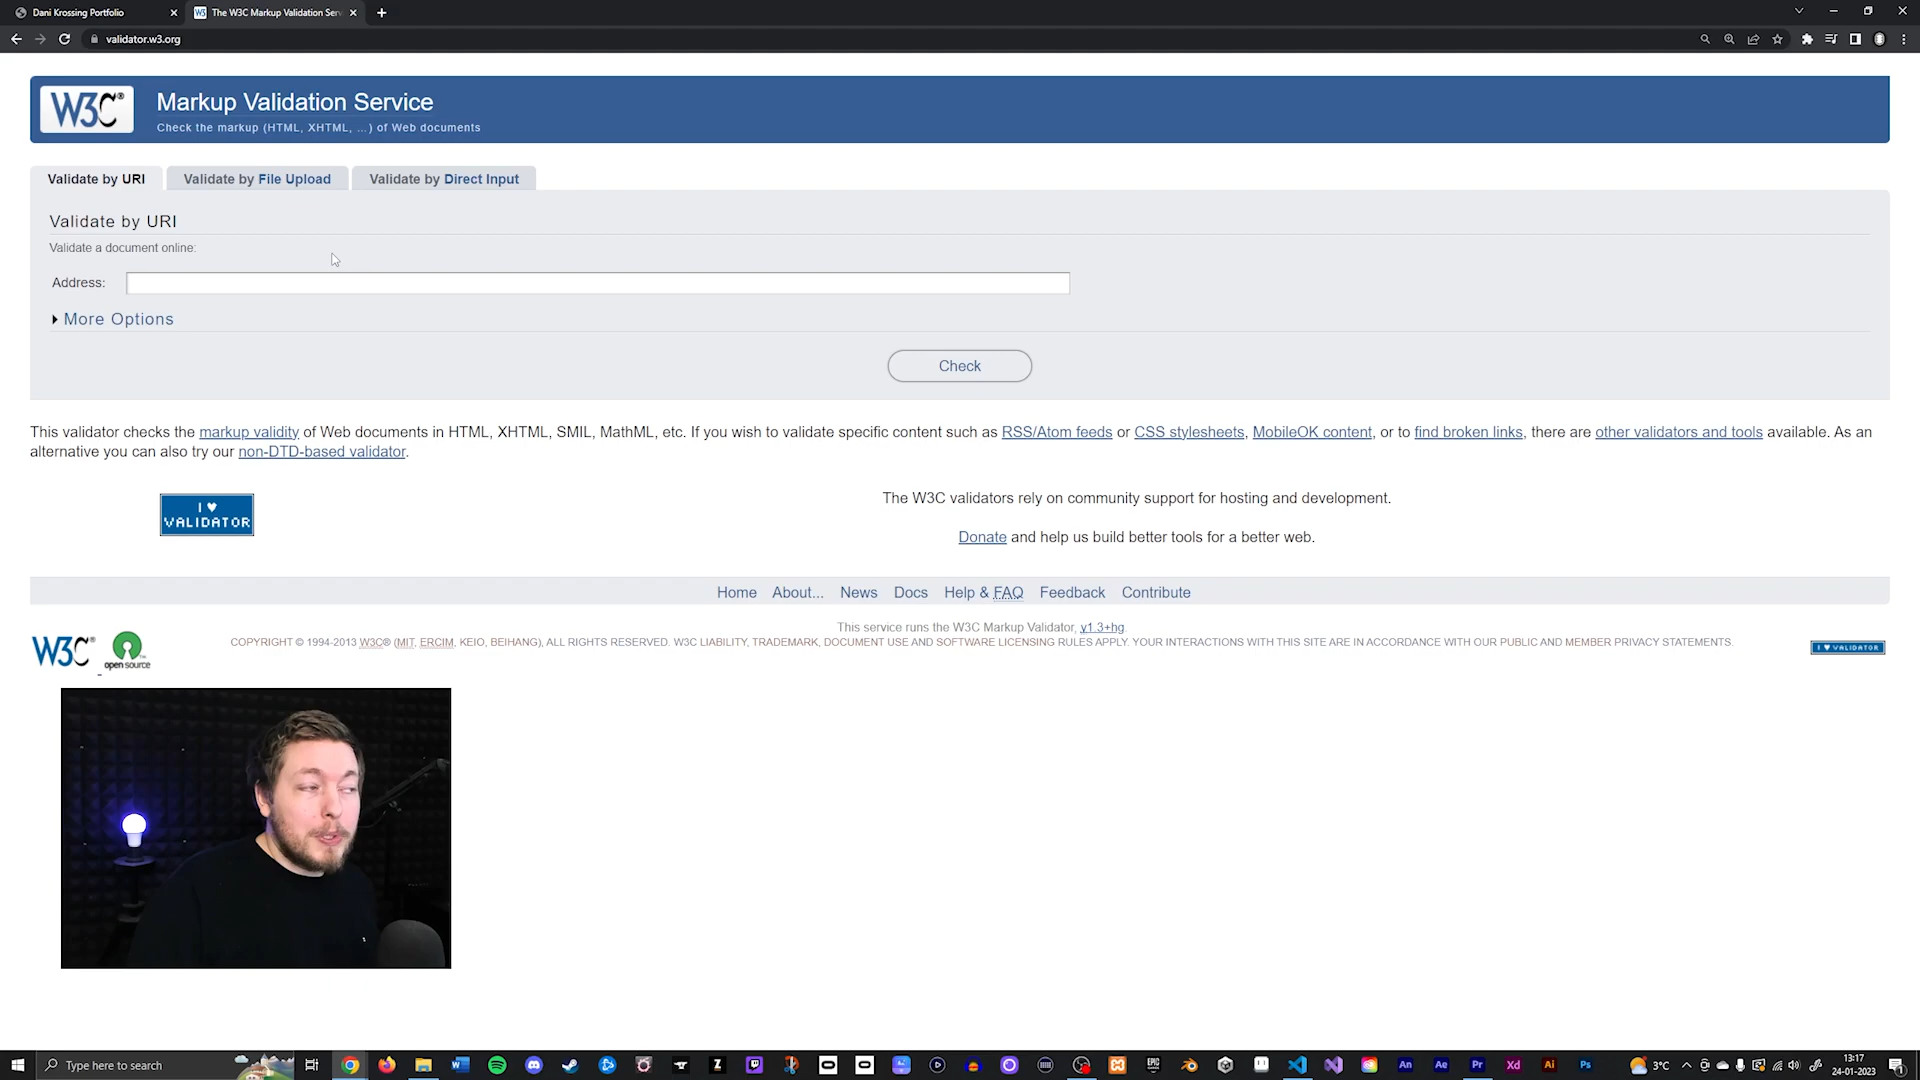 Dani Krossing Portfolio
The W3C Markup Validation Serv
validator.w3.org
W3C®
Markup Validation Service
Check the markup (HTML, XHTML, …) of Web documents
Validate by URI
Validate by File Upload
Validate by Direct Input
Validate by URI
Validate a document online:
Address:
More Options
Check
This validator checks the markup validity of Web documents in HTML, XHTML, SMIL, MathML, etc. If you wish to validate specific content such as RSS/Atom feeds or CSS stylesheets, MobileOK content, or to find broken links, there are other validators and tools available. As an
alternative you can also try our non-DTD-based validator.
I ♥
VALIDATOR
The W3C validators rely on community support for hosting and development.
Donate and help us build better tools for a better web.
Home About... News Docs Help & FAQ Feedback Contribute
This service runs the W3C Markup Validator, v1.3+hg.
COPYRIGHT © 1994-2013 W3C® (MIT, ERCIM, KEIO, BEIHANG), ALL RIGHTS RESERVED. W3C LIABILITY, TRADEMARK, DOCUMENT USE AND SOFTWARE LICENSING RULES APPLY. YOUR INTERACTIONS WITH THIS SITE ARE IN ACCORDANCE WITH OUR PUBLIC AND MEMBER PRIVACY STATEMENTS.
W3C®
open source
I ♥ VALIDATOR
Type here to search
3°C
13:17
24-01-2023